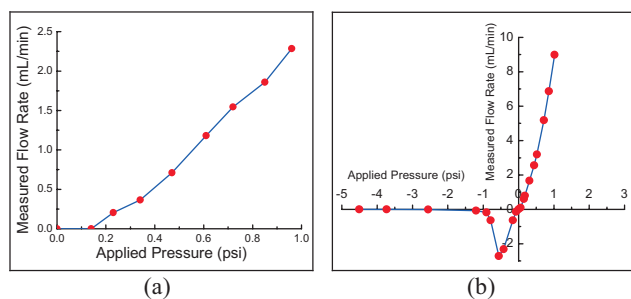 Measured Flow Rate (mL/min)
2.5
2.0
1.5
1.0
0.5
0.0
0.0 0.2 0.4 0.6 0.8 1.0
Applied Pressure (psi)
(a)
Measured Flow Rate (mL/min)
10
8
6
4
2
0
-2
Applied Pressure (psi)
-5 -4 -3 -2 -1 0 1 2 3
(b)